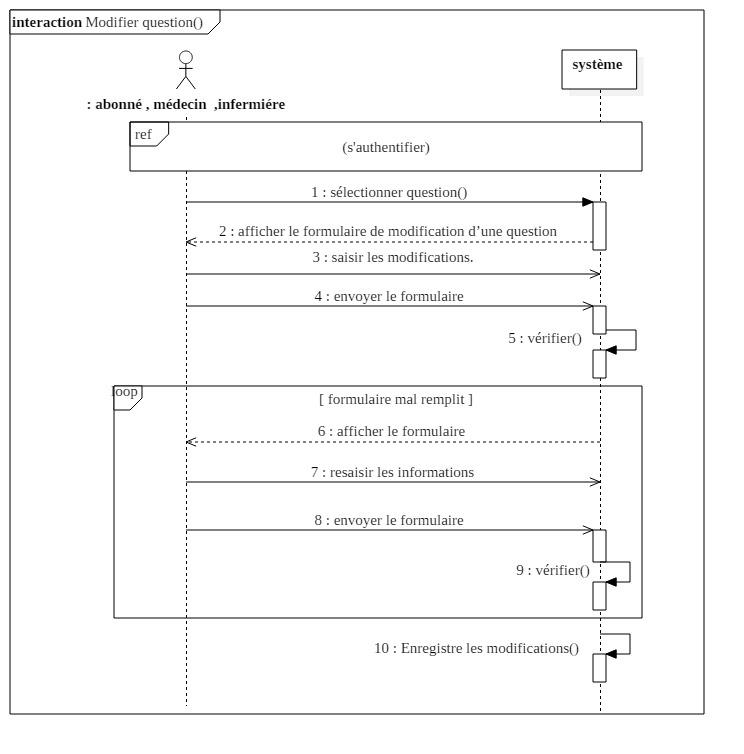 interaction Modifier question()
système
: abonné , médecin ,infermiére
ref
(s'authentifier)
1 : sélectionner question()
2 : afficher le formulaire de modification d’une question
3 : saisir les modifications.
4 : envoyer le formulaire
5 : vérifier()
loop
[ formulaire mal remplit ]
6 : afficher le formulaire
7 : resaisir les informations
8 : envoyer le formulaire
9 : vérifier()
10 : Enregistre les modifications()